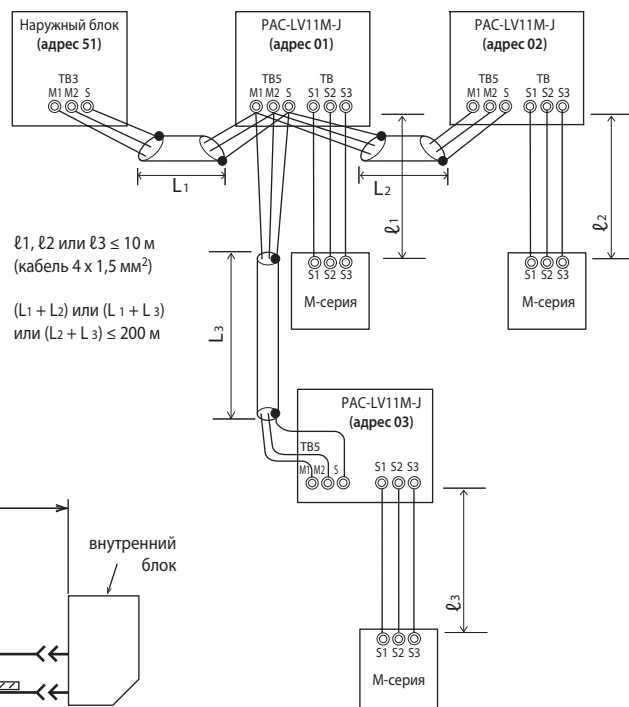 Наружный блок
(адрес 51)
TB3
M1 M2 S
PAC-LV11M-J
(адрес 01)
TB5 TB
M1 M2 S S1 S2 S3
PAC-LV11M-J
(адрес 02)
TB5 TB
M1 M2 S S1 S2 S3
L1
L2
ℓ1
ℓ2
ℓ1, ℓ2 или ℓ3 ≤ 10 м
(кабель 4 x 1,5 мм²)
(L1 + L2) или (L 1 + L 3)
или (L2 + L 3) ≤ 200 м
S1 S2 S3
М-серия
S1 S2 S3
М-серия
L3
PAC-LV11M-J
(адрес 03)
TB5
M1 M2 S S1 S2 S3
внутренний
блок
ℓ3
S1 S2 S3
М-серия